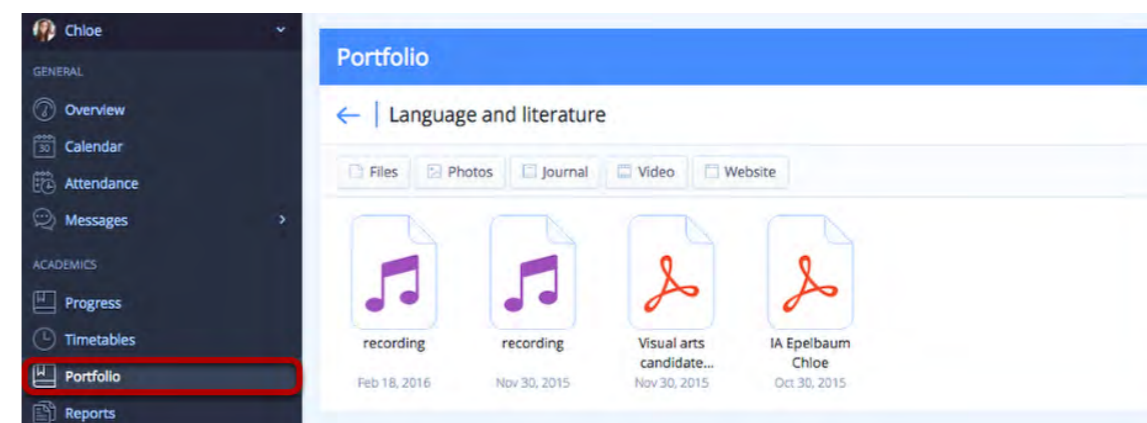 Chloe
GENERAL
Overview
30
Calendar
Attendance
Messages
ACADEMICS
Progress
Timetables
Portfolio
Reports
Portfolio
Language and literature
Files Photos Journal Video Website
recording recording Visual arts IA Epelbaum
candidate... Chloe
Feb 18, 2016 Nov 30, 2015 Nov 30, 2015 Oct 30, 2015